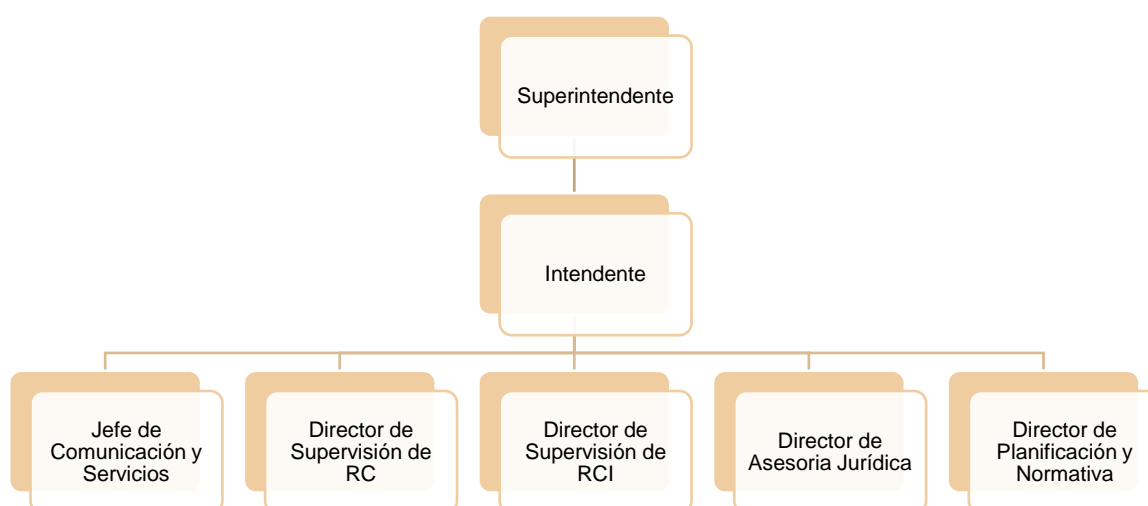 Superintendente
Intendente
Jefe de
Comunicación y
Servicios
Director de
Supervisión de
RC
Director de
Supervisión de
RCI
Director de
Asesoria Jurídica
Director de
Planificación y
Normativa